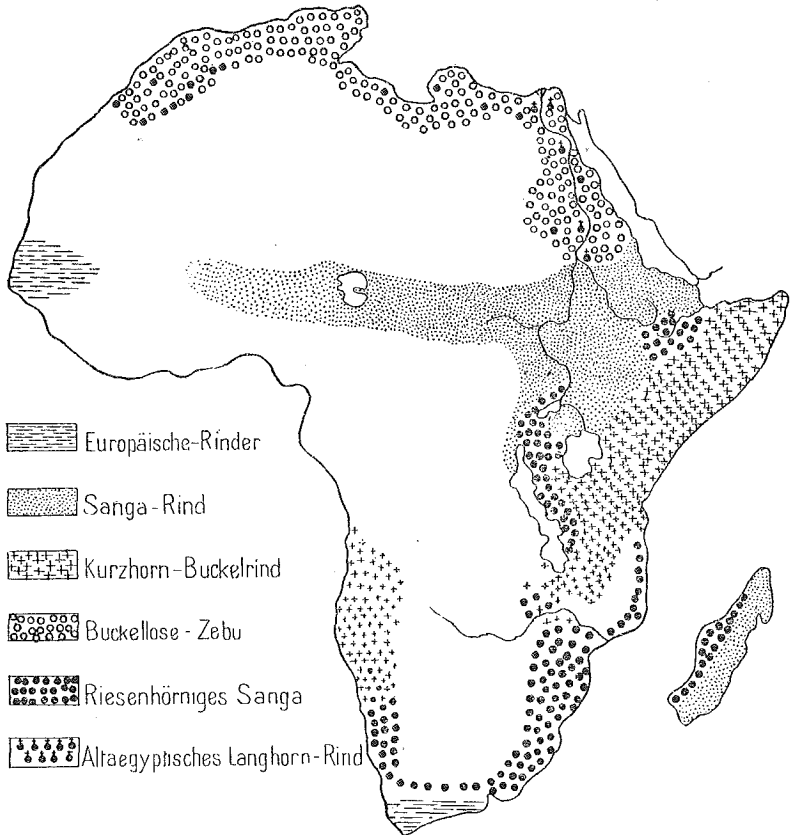 Europäische-Rinder
Sanga-Rind
Kurzhorn-Buckelrind
Buckellose-Zebu
Riesenhörniges Sanga
Altaegyptisches Langhorn-Rind